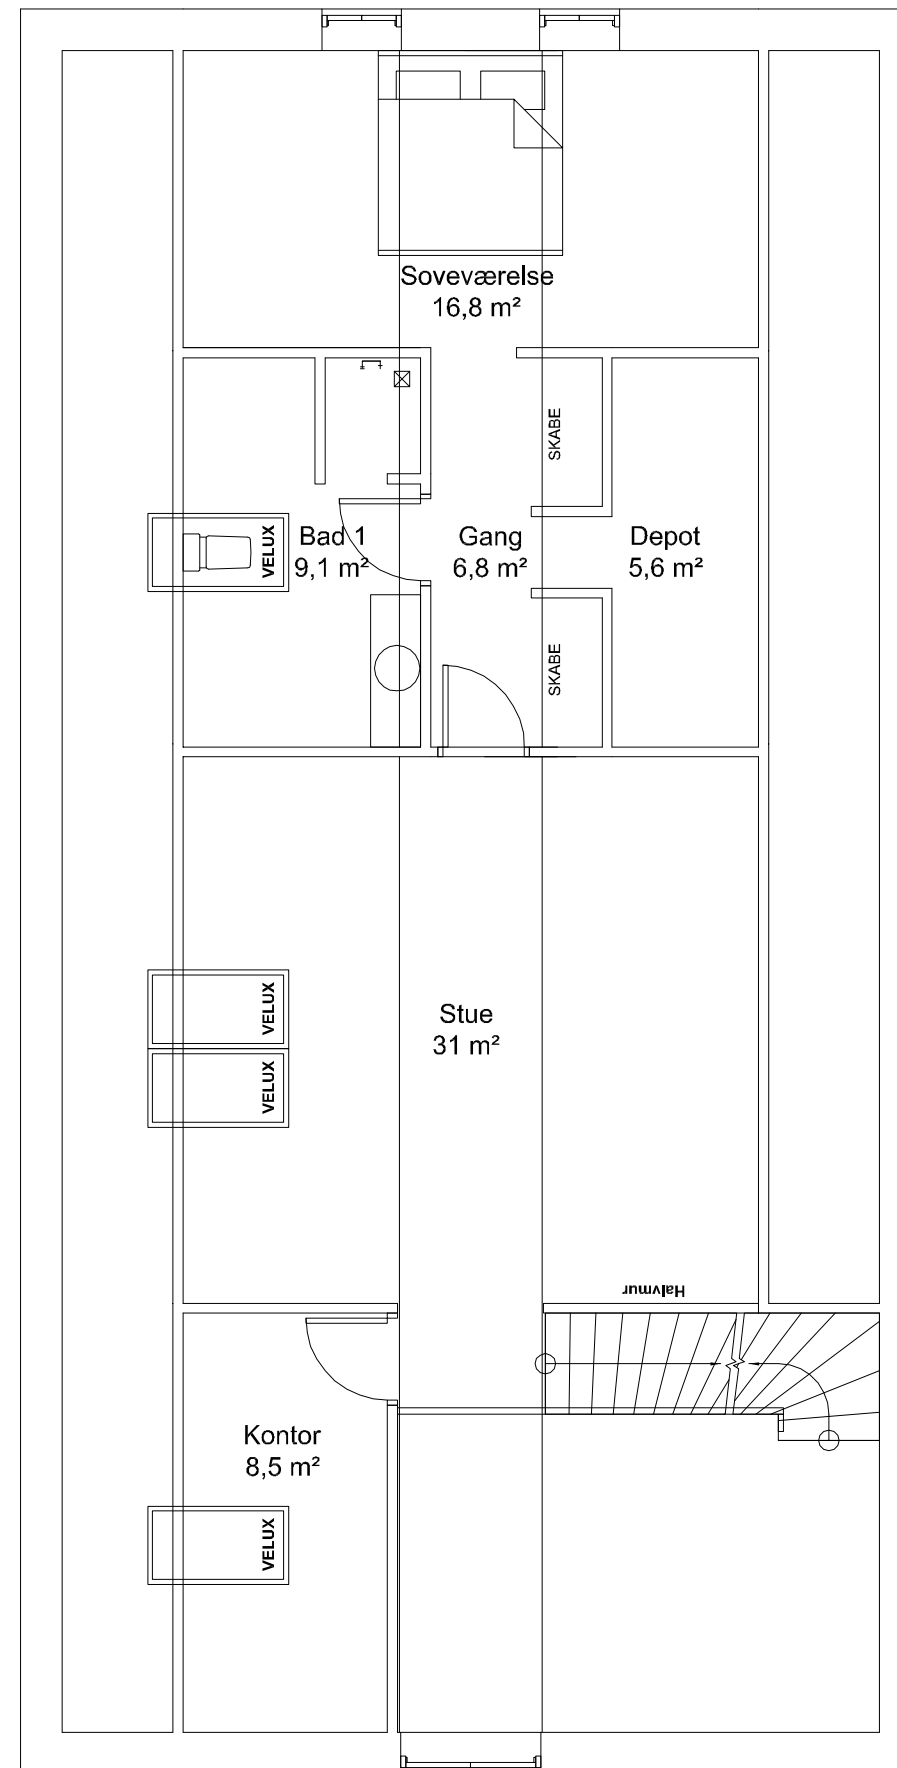 Soveværelse
16,8 m²
SKABE
VELUX
Bad 1
9,1 m²
Gang
6,8 m²
Depot
5,6 m²
SKABE
VELUX
Stue
31 m²
VELUX
Halvmur
Kontor
8,5 m²
VELUX